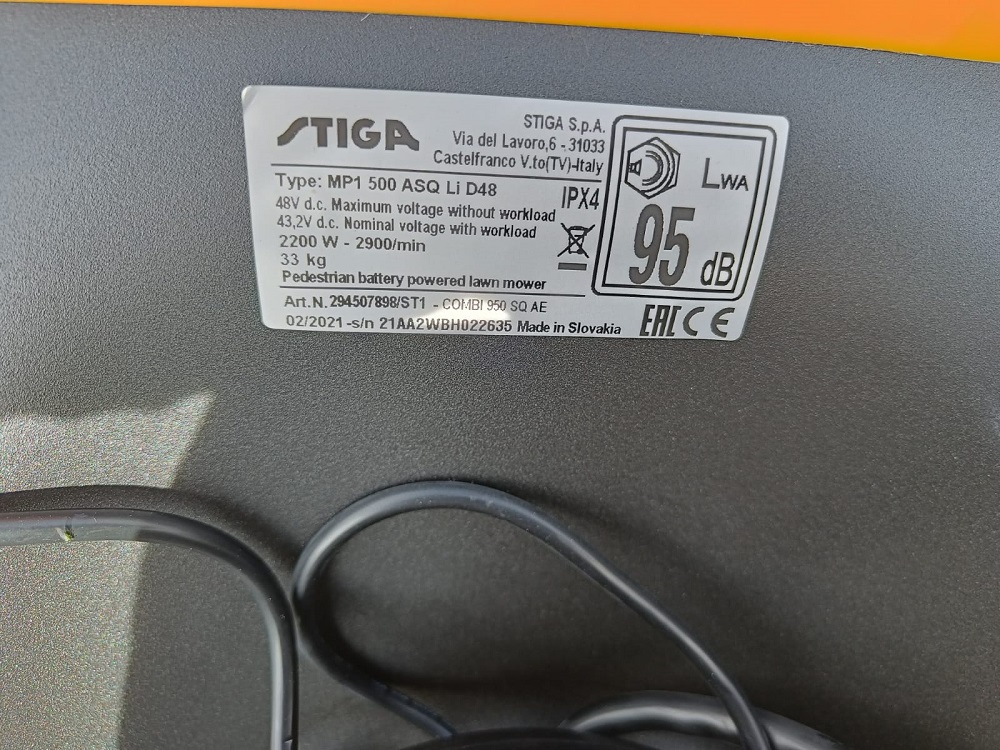 STIGA
STIGA S.p.A.
Via del Lavoro,6 - 31033
Castelfranco V.to(TV)-Italy
Type: MP1 500 ASQ Li D48
IPX4
48V d.c. Maximum voltage without workload
43,2V d.c. Nominal voltage with workload
2200 W - 2900/min
33 kg
Pedestrian battery powered lawn mower
Art.N. 294507898/ST1 - COMBI 950 SQ AE
02/2021 -s/n 21AA2WBH022635 Made in Slovakia
LWA
95 dB
EAC CE